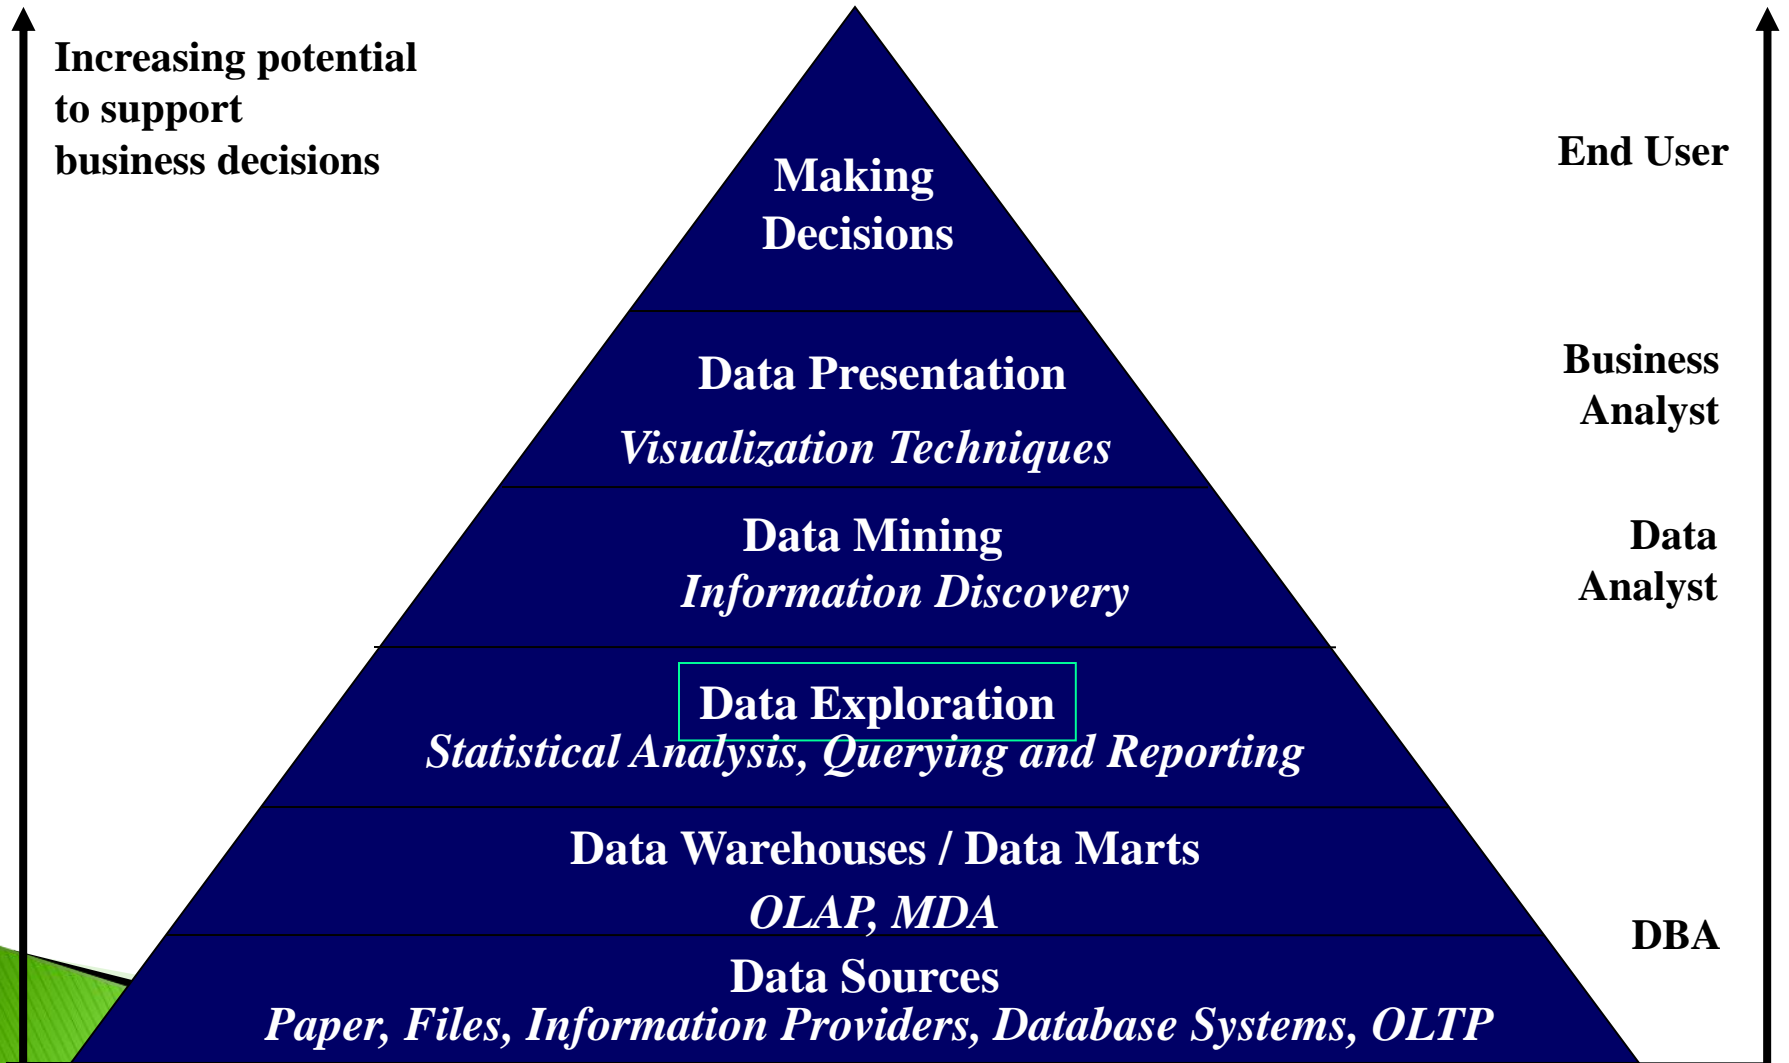 Increasing potential
to support
business decisions
End User
Making
Decisions
Business
Analyst
Data Presentation
Visualization Techniques
Data
Analyst
Data Mining
Information Discovery
Data Exploration
Statistical Analysis, Querying and Reporting
Data Warehouses / Data Marts
OLAP, MDA
DBA
Data Sources
Paper, Files, Information Providers, Database Systems, OLTP